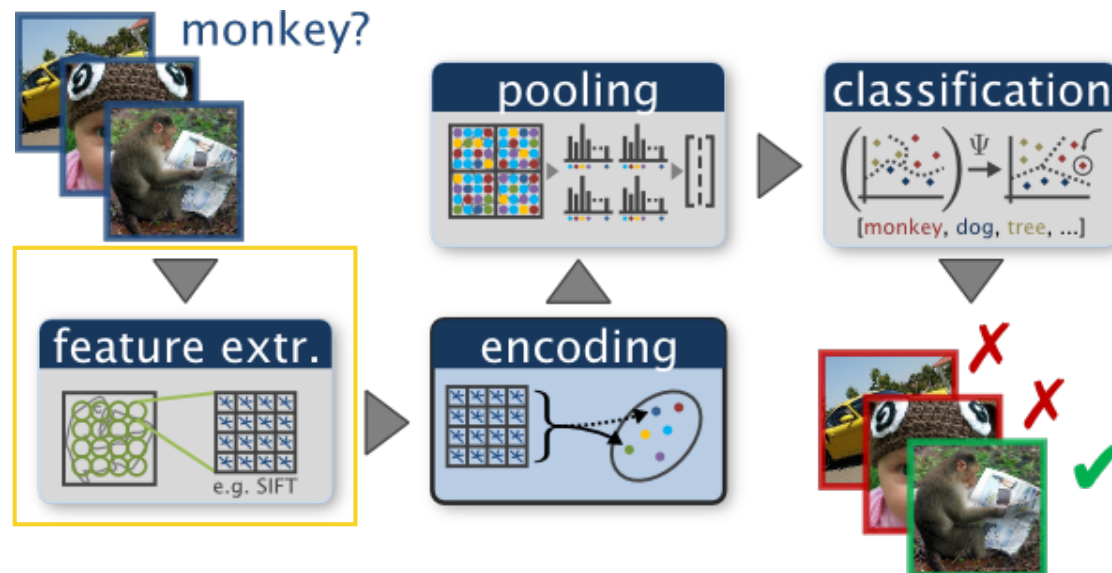 monkey?
feature extr.
e.g. SIFT
encoding
pooling
classification
Ψ
[monkey, dog, tree, ...]